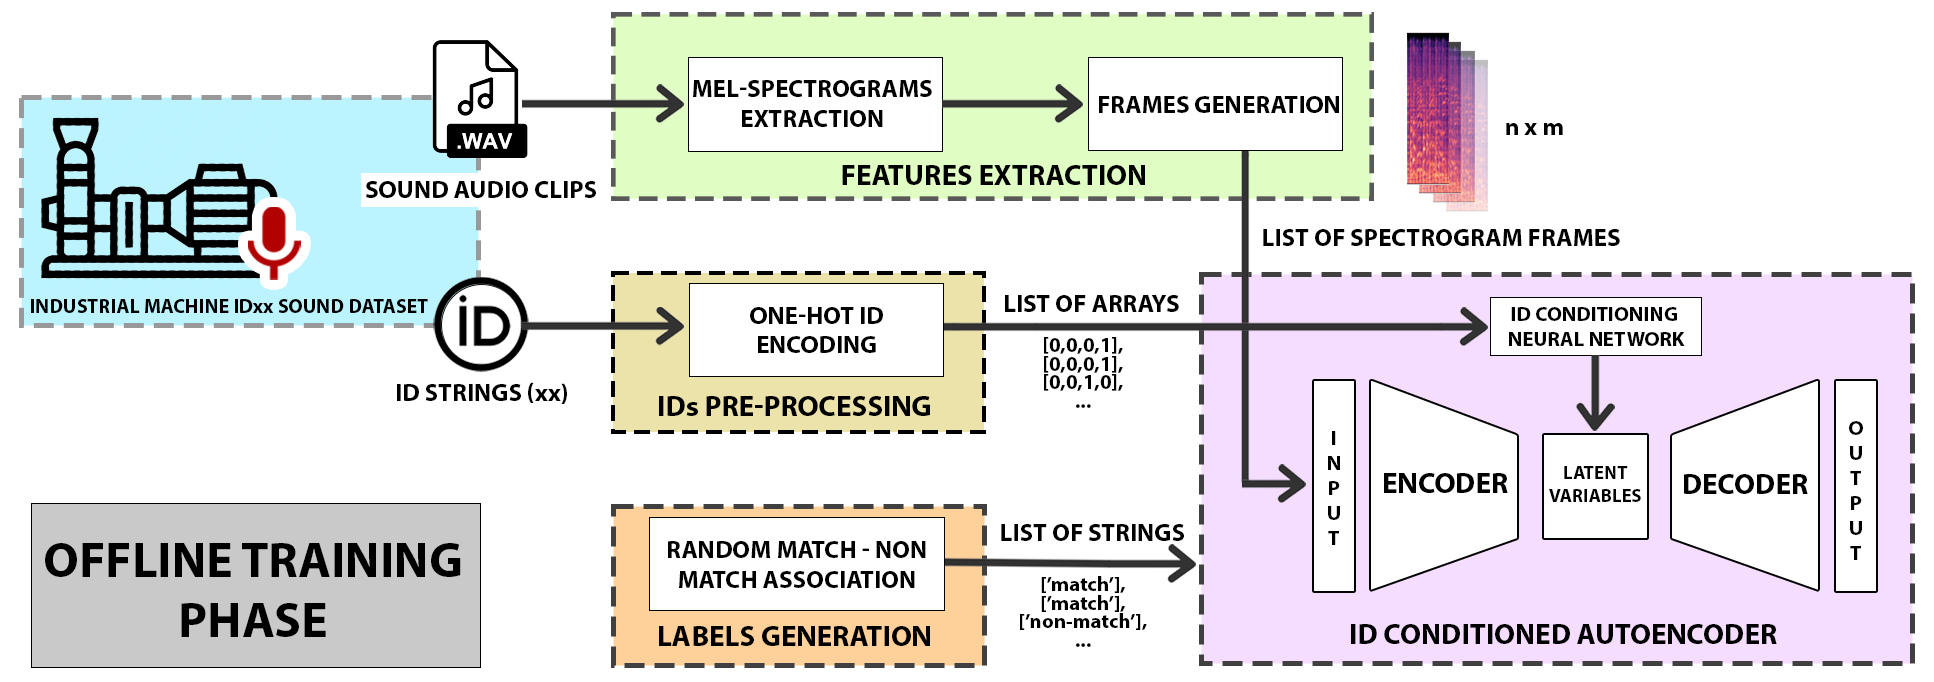 .WAV
SOUND AUDIO CLIPS
INDUSTRIAL MACHINE IDxx SOUND DATASET
iD
ID STRINGS (xx)
MEL-SPECTROGRAMS
EXTRACTION
FRAMES GENERATION
FEATURES EXTRACTION
n x m
LIST OF SPECTROGRAM FRAMES
ONE-HOT ID
ENCODING
IDs PRE-PROCESSING
LIST OF ARRAYS
[0,0,0,1],
[0,0,0,1],
[0,0,1,0],
...
RANDOM MATCH - NON
MATCH ASSOCIATION
LABELS GENERATION
LIST OF STRINGS
['match'],
['match'],
['non-match'],
...
ID CONDITIONING
NEURAL NETWORK
INPUT
ENCODER
LATENT
VARIABLES
DECODER
OUTPUT
ID CONDITIONED AUTOENCODER
OFFLINE TRAINING
PHASE